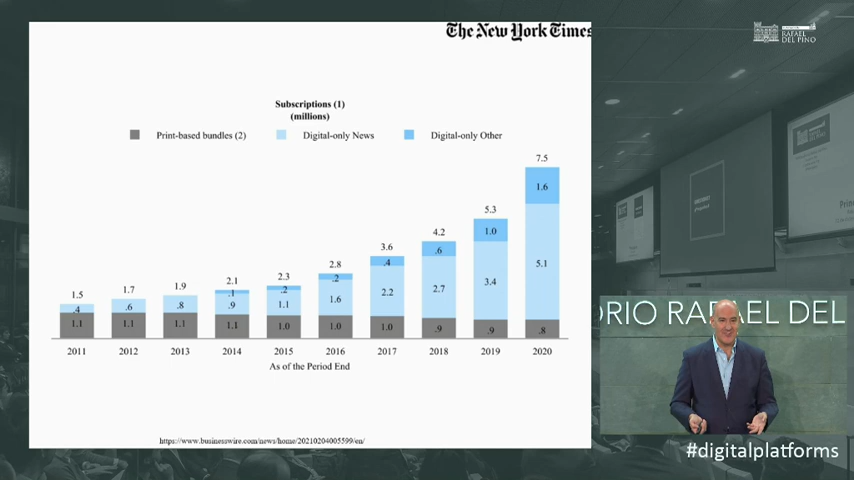 The New York Times
RAFAEL
DEL PINO
Subscriptions (1)
(millions)
Print-based bundles (2)
Digital-only News
Digital-only Other
1.5 1.7 1.9 2.1 2.3 2.8 3.6 4.2 5.3 7.5
.1 .2 .2 .4 .6 1.0 1.6
.4 .6 .8 .9 1.1 1.6 2.2 2.7 3.4 5.1
1.1 1.1 1.1 1.1 1.0 1.0 1.0 .9 .9 .8
2011 2012 2013 2014 2015 2016 2017 2018 2019 2020
As of the Period End
https://www.businesswire.com/news/home/20210204005599/en/
ORIO RAFAEL DEL
#digitalplatforms